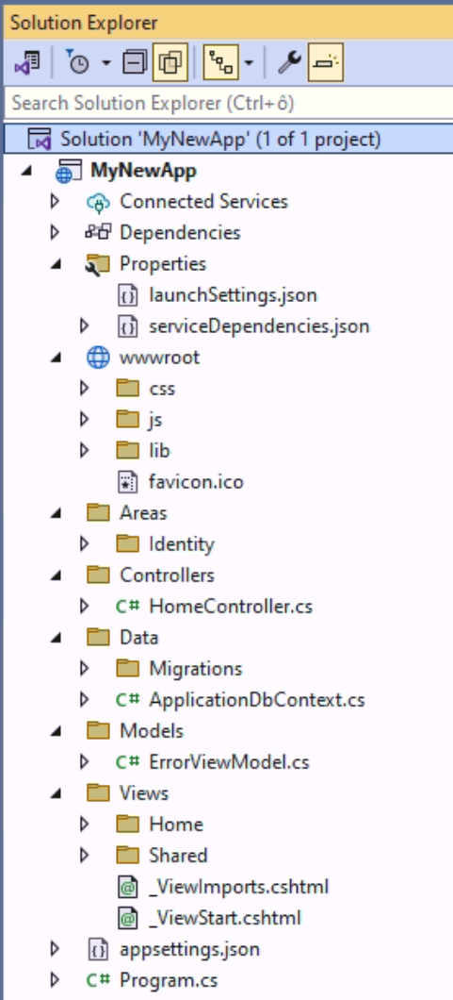 Solution Explorer
Search Solution Explorer (Ctrl+ô)
Solution 'MyNewApp' (1 of 1 project)
MyNewApp
Connected Services
Dependencies
Properties
launchSettings.json
serviceDependencies.json
wwwroot
css
js
lib
favicon.ico
Areas
Identity
Controllers
C# HomeController.cs
Data
Migrations
C# ApplicationDbContext.cs
Models
C# ErrorViewModel.cs
Views
Home
Shared
_ViewImports.cshtml
_ViewStart.cshtml
appsettings.json
C# Program.cs